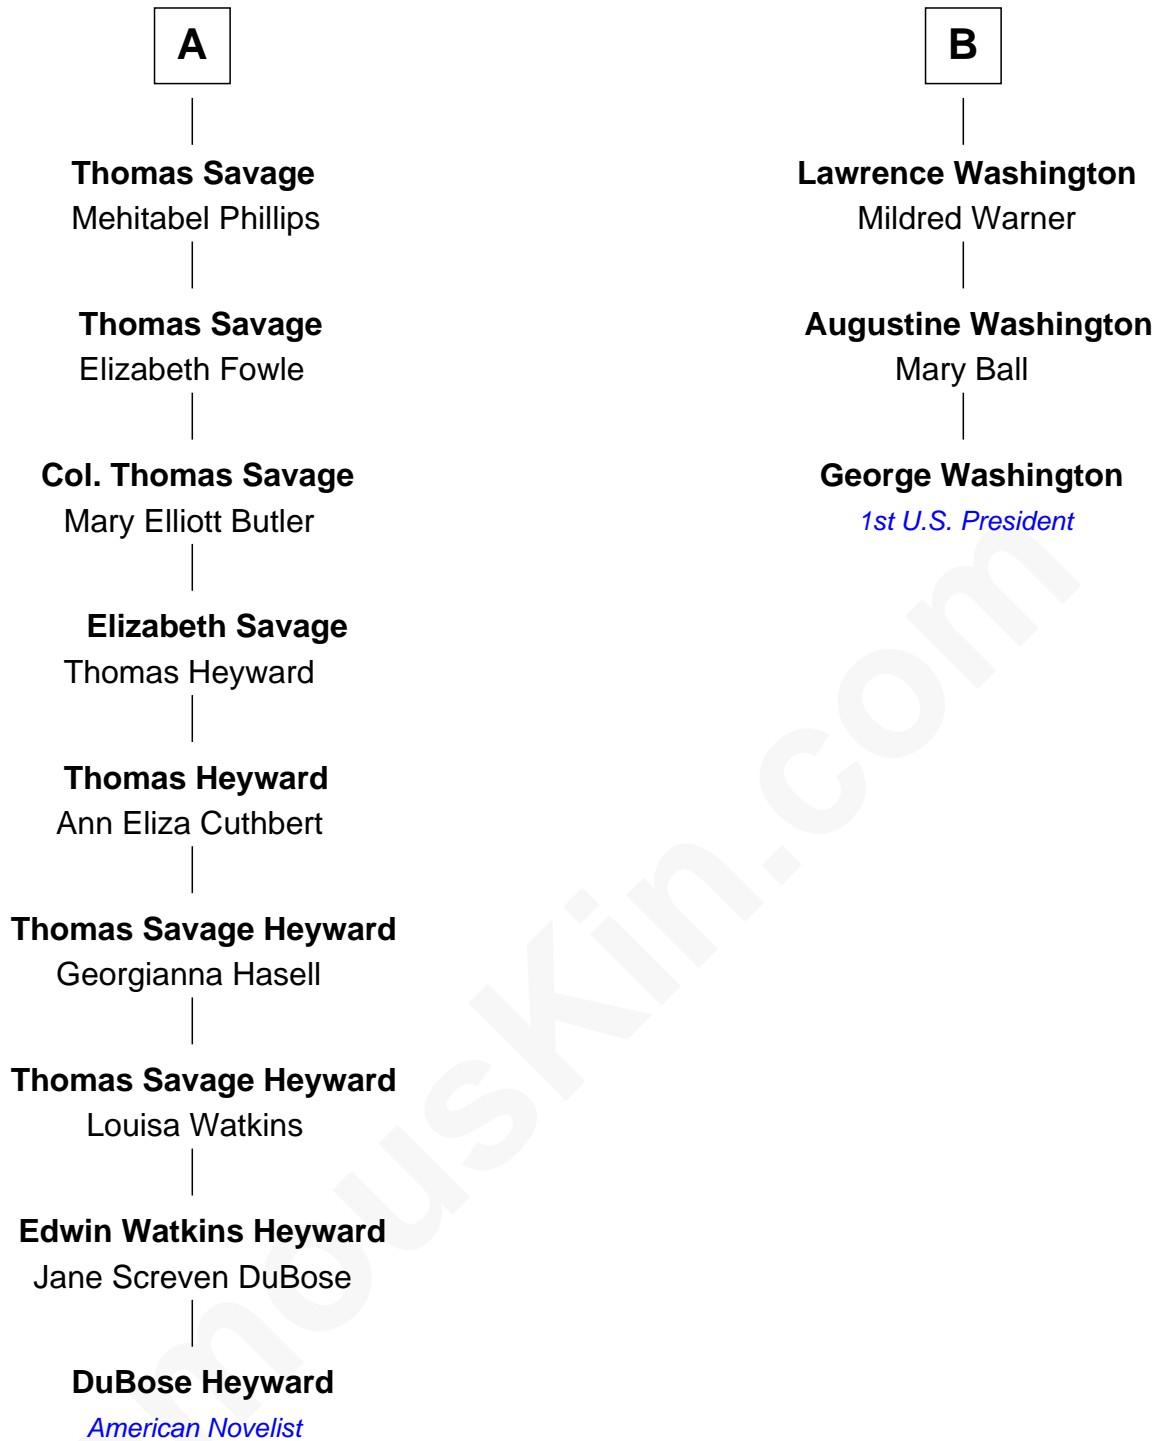 A
Thomas Savage
Mehitabel Phillips
Thomas Savage
Elizabeth Fowle
Col. Thomas Savage
Mary Elliott Butler
Elizabeth Savage
Thomas Heyward
Thomas Heyward
Ann Eliza Cuthbert
Thomas Savage Heyward
Georgianna Hasell
Thomas Savage Heyward
Louisa Watkins
Edwin Watkins Heyward
Jane Screven DuBose
DuBose Heyward
American Novelist
B
Lawrence Washington
Mildred Warner
Augustine Washington
Mary Ball
George Washington
1st U.S. President
mouskin.com